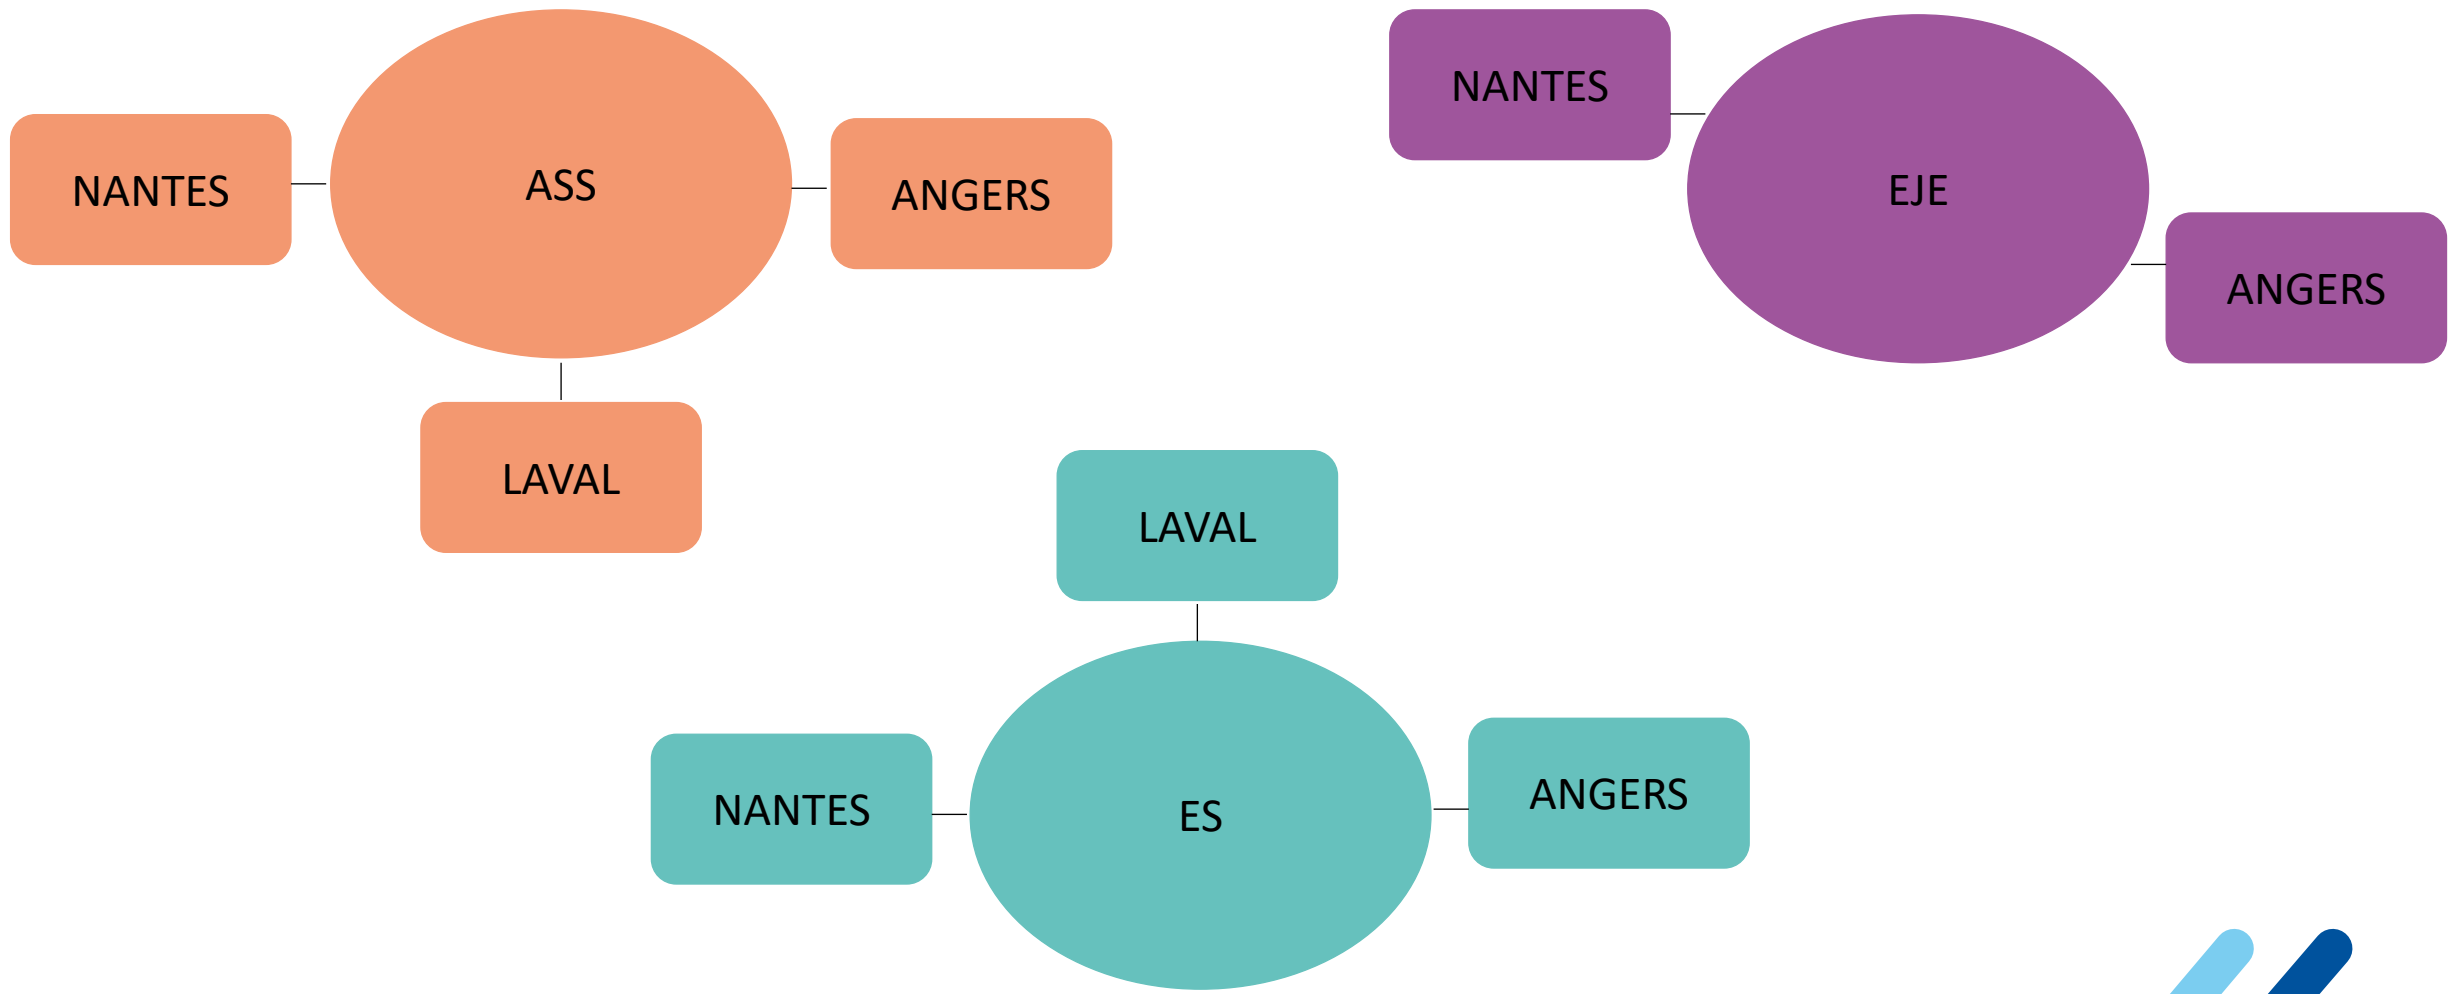 NANTES
ASS
ANGERS
LAVAL
NANTES
EJE
ANGERS
LAVAL
NANTES
ES
ANGERS